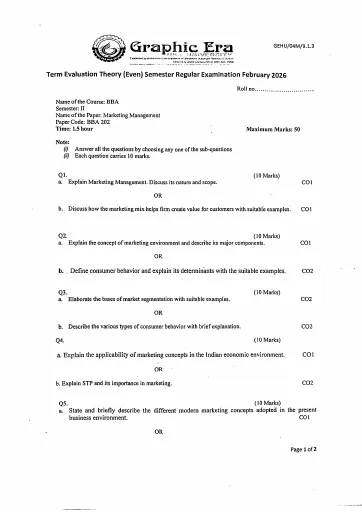 Graphic Era
HILL UNIVERSITY
GEHU/04M/9.1.3
Term Evaluation Theory (Even) Semester Regular Examination February 2026
Roll no.............................
Name of the Course: BBA
Semester: II
Name of the Paper: Marketing Management
Paper Code: BBA 202
Time: 1.5 hour Maximum Marks: 50
Note:
(i) Answer all the questions by choosing any one of the sub-questions
(ii) Each question carries 10 marks.
Q1. (10 Marks)
a. Explain Marketing Management. Discuss its nature and scope. CO1
OR
b. Discuss how the marketing mix helps firm create value for customers with suitable examples. CO1
Q2. (10 Marks)
a. Explain the concept of marketing environment and describe its major components. CO1
OR
b. Define consumer behavior and explain its determinants with the suitable examples. CO2
Q3. (10 Marks)
a. Elaborate the bases of market segmentation with suitable examples. CO2
OR
b. Describe the various types of consumer behavior with brief explanation. CO2
Q4. (10 Marks)
a. Explain the applicability of marketing concepts in the Indian economic environment. CO1
OR
b. Explain STP and its importance in marketing. CO2
Q5. (10 Marks)
a. State and briefly describe the different modern marketing concepts adopted in the present
business environment. CO1
OR
Page 1 of 2